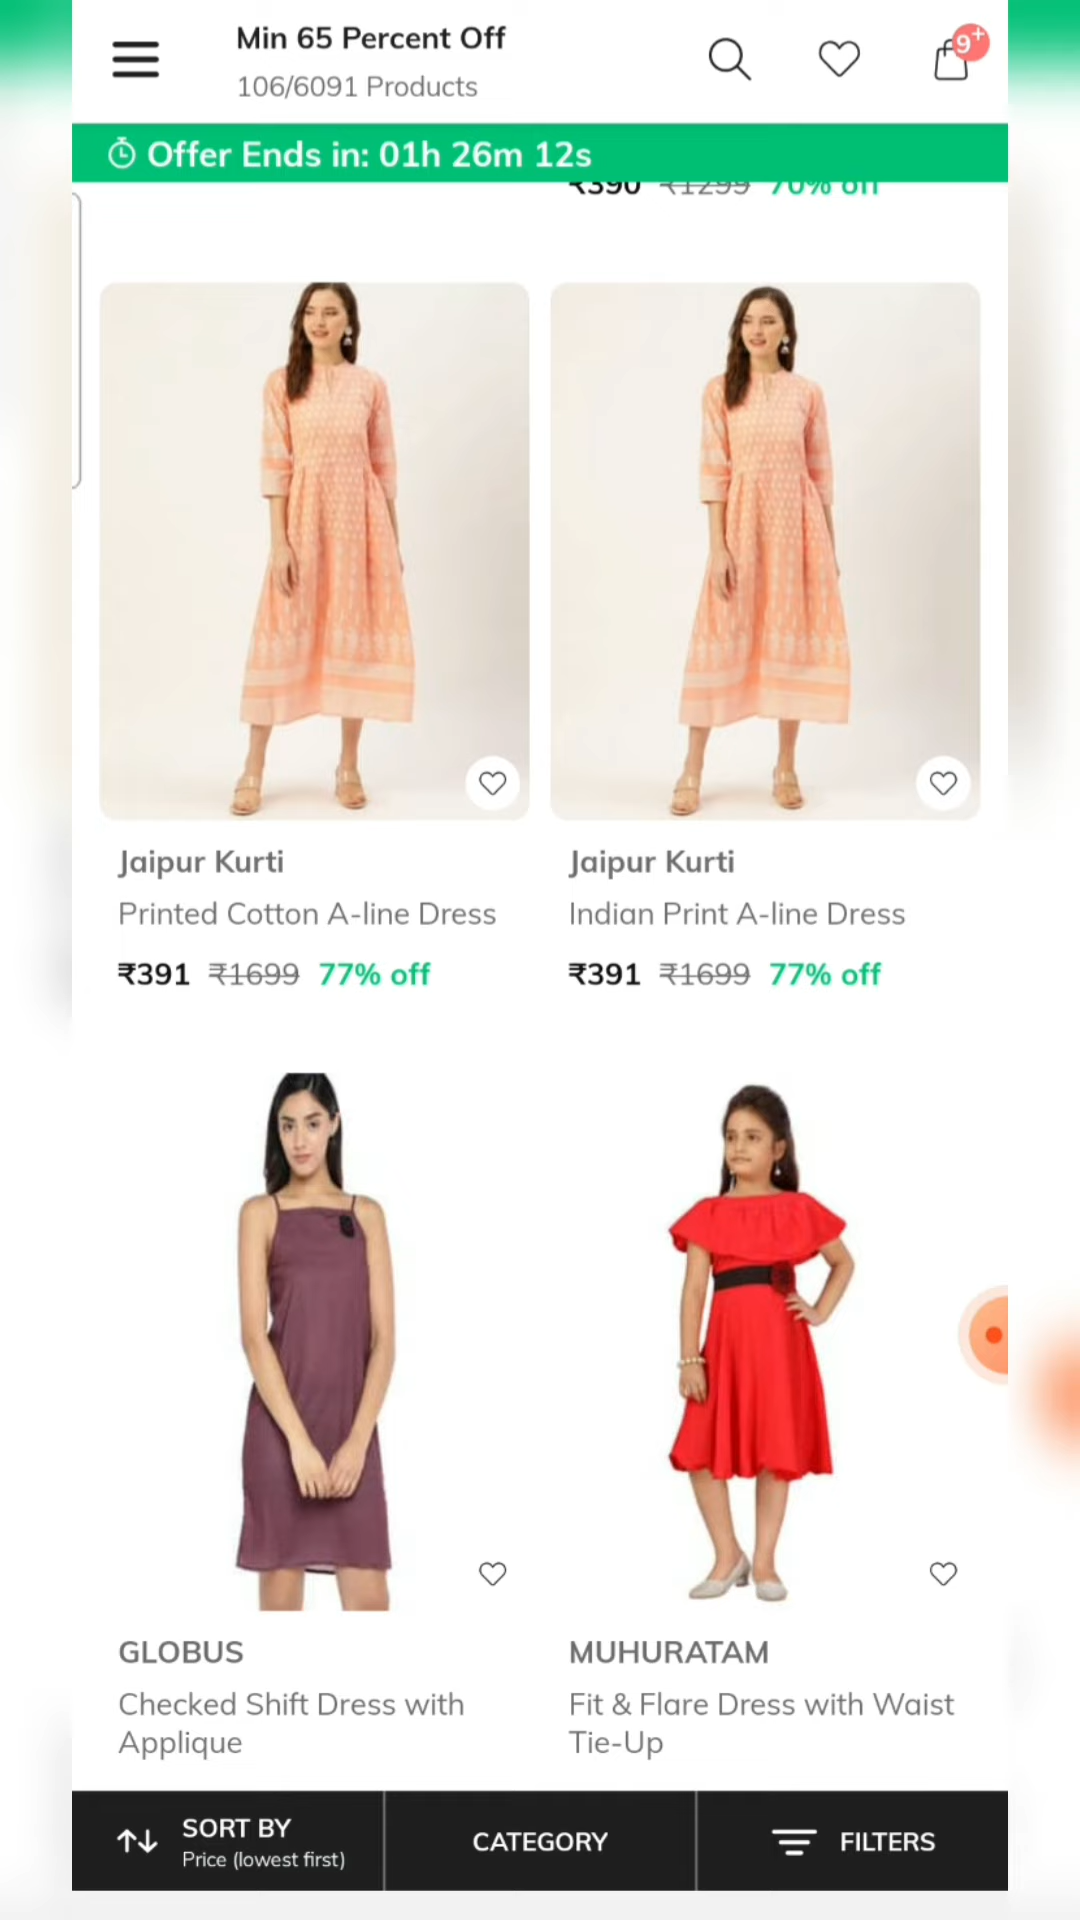 Min 65 Percent Off
106/6091 Products
9+
Offer Ends in: 01h 26m 12s
₹390 ₹1299 70% off
Jaipur Kurti
Printed Cotton A-line Dress
₹391 ₹1699 77% off
Jaipur Kurti
Indian Print A-line Dress
₹391 ₹1699 77% off
GLOBUS
Checked Shift Dress with
Applique
MUHURATAM
Fit & Flare Dress with Waist
Tie-Up
SORT BY
Price (lowest first)
CATEGORY
FILTERS